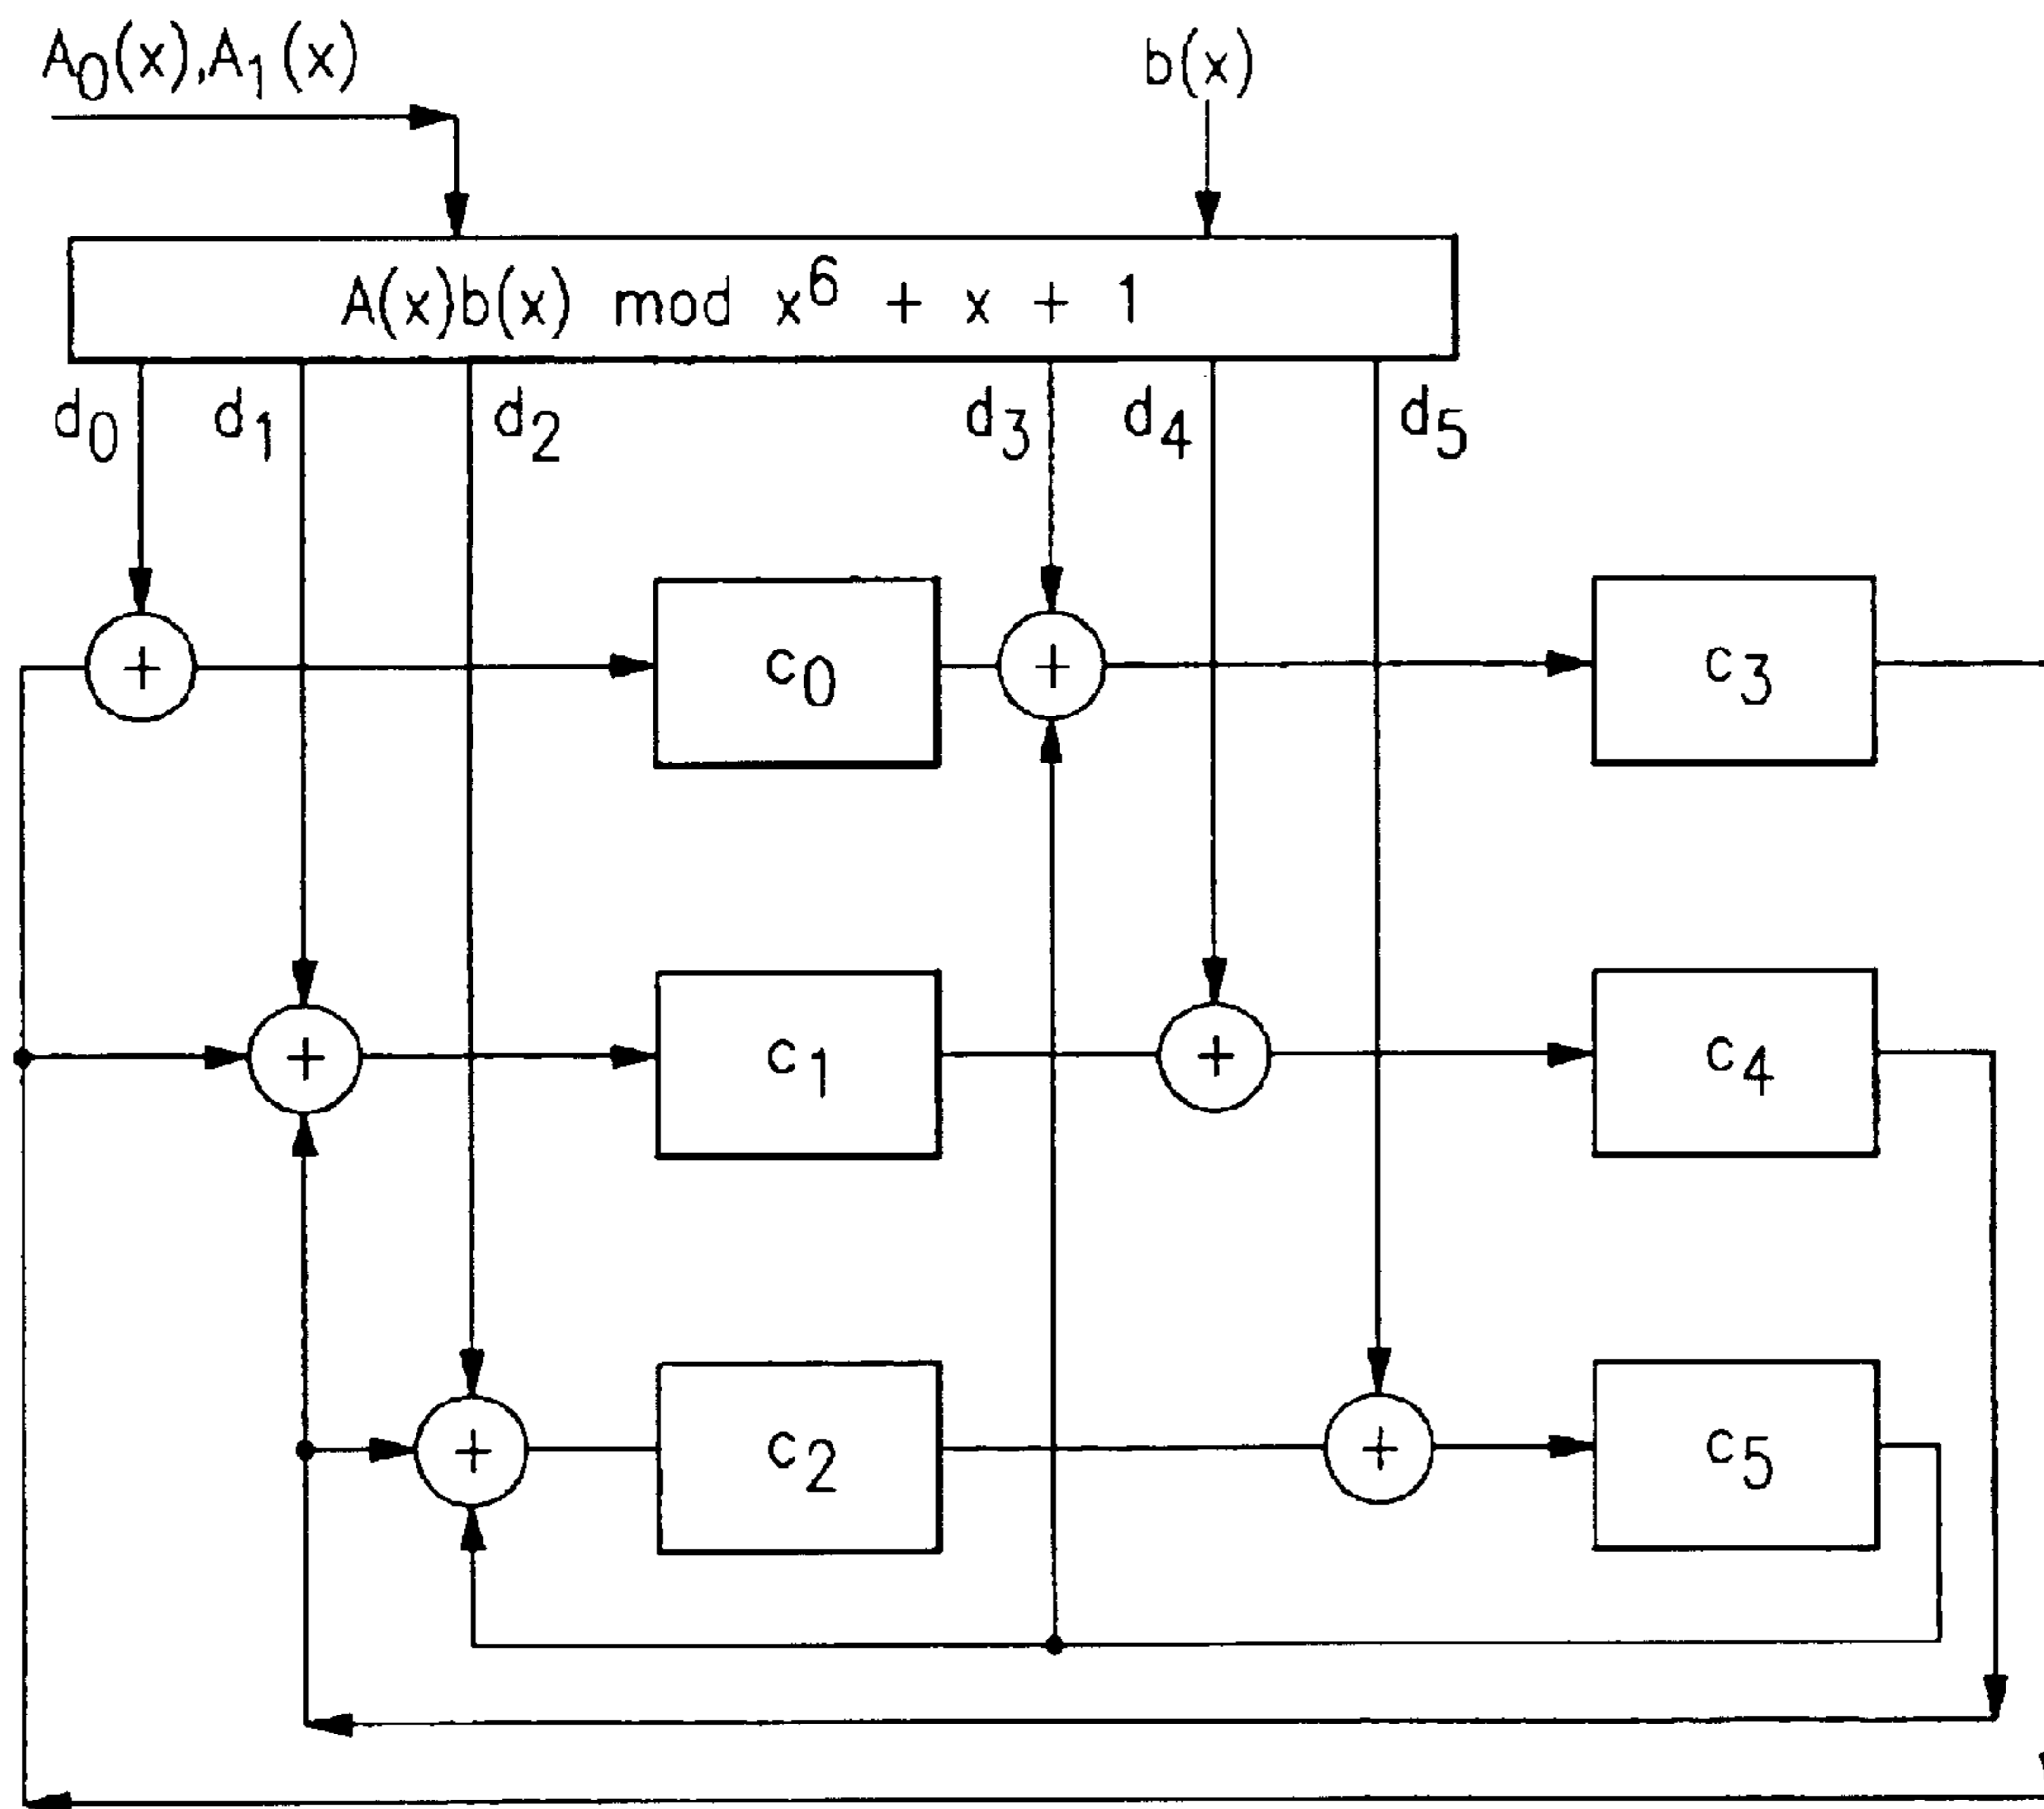 A₀(x),A₁(x)
b(x)
A(x)b(x) mod x⁶ + x + 1
d₀ d₁ d₂ d₃ d₄ d₅
+ c₀ + c₃
+ c₁ + c₄
+ c₂ + c₅